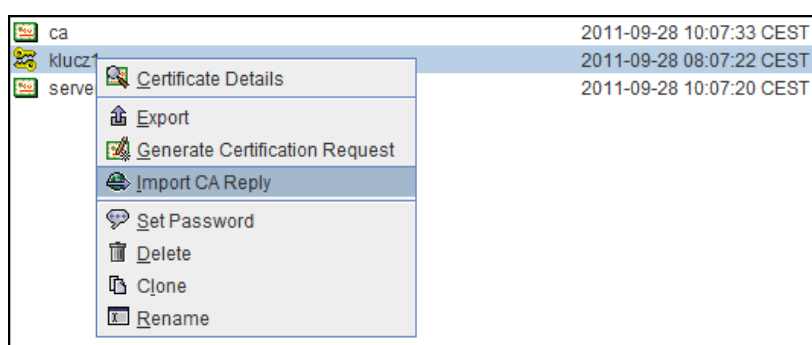 ca 2011-09-28 10:07:33 CEST
klucz1 2011-09-28 08:07:22 CEST
serve 2011-09-28 10:07:20 CEST
Certificate Details
Export
Generate Certification Request
Import CA Reply
Set Password
Delete
Clone
Rename